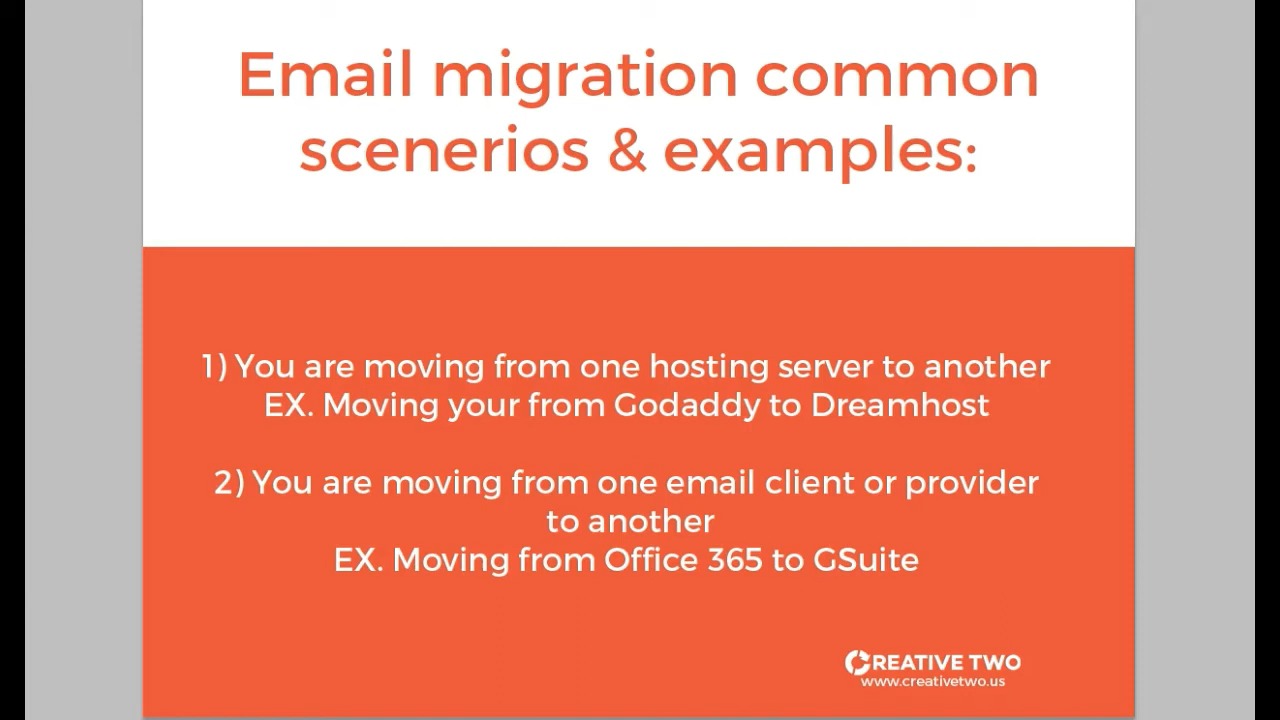 Email migration common
scenerios & examples:
1) You are moving from one hosting server to another
EX. Moving your from Godaddy to Dreamhost
2) You are moving from one email client or provider
to another
EX. Moving from Office 365 to GSuite
CREATIVE TWO
www.creativetwo.us